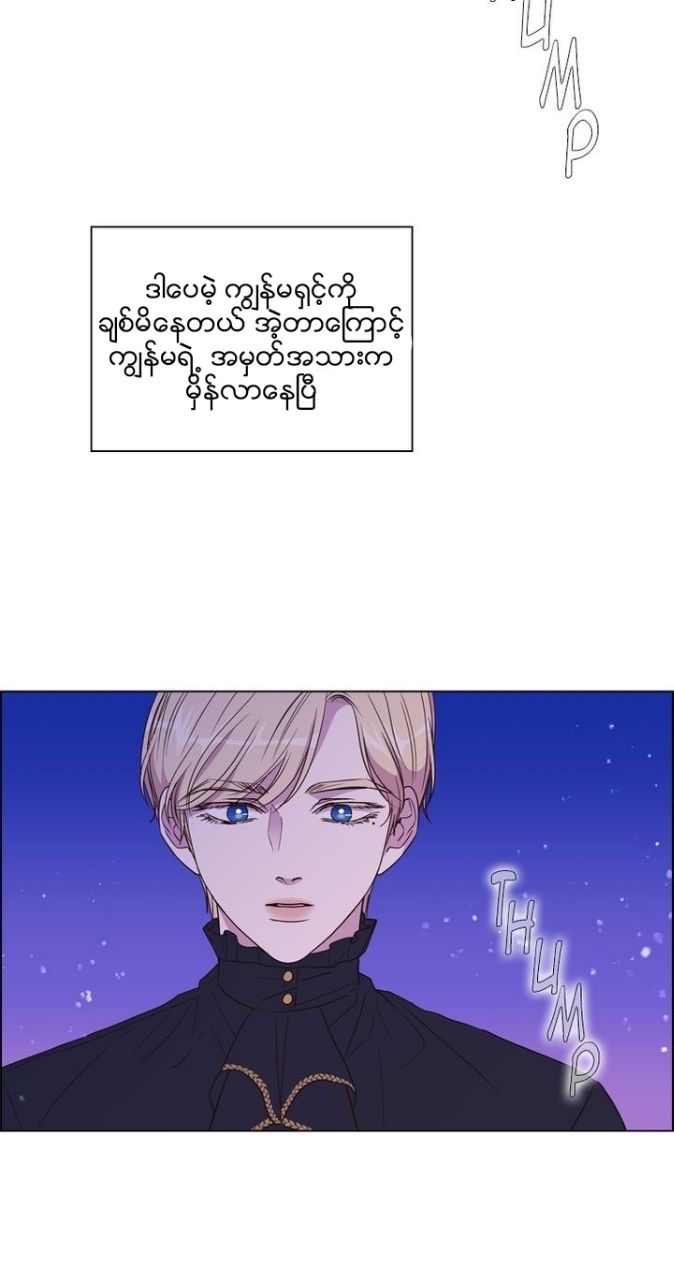 THUMP
ဒါပေမဲ့ ကျွန်မရှင့်ကို
ချစ်မိနေတယ် အဲ့တာကြောင့်
ကျွန်မရဲ့ အမှတ်အသားက
မှိန်လာနေပြီ
THUMP